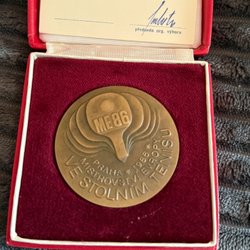 předseda org. výboru
ME86
PRAHA * 1986
MISTROVSTVÍ EVROPY
VE STOLNÍM TENISU